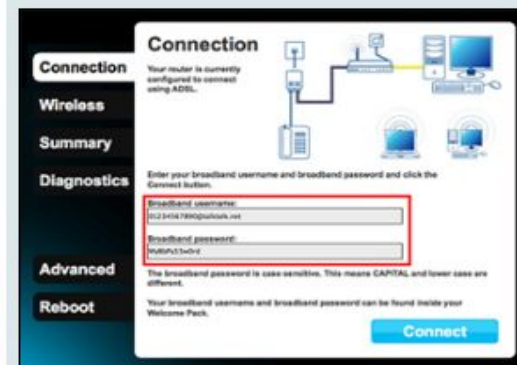 Connection
Wireless
Summary
Diagnostics
Advanced
Reboot
Connection
Your router is currently
configured to connect
using ADSL.
Enter your broadband username and broadband password and click the
Connect button.
Broadband username:
01234567890@talktalk.net
Broadband password:
The broadband password is case sensitive. This means CAPITAL and lower case are
different.
Your broadband username and broadband password can be found inside your
Welcome Pack.
Connect